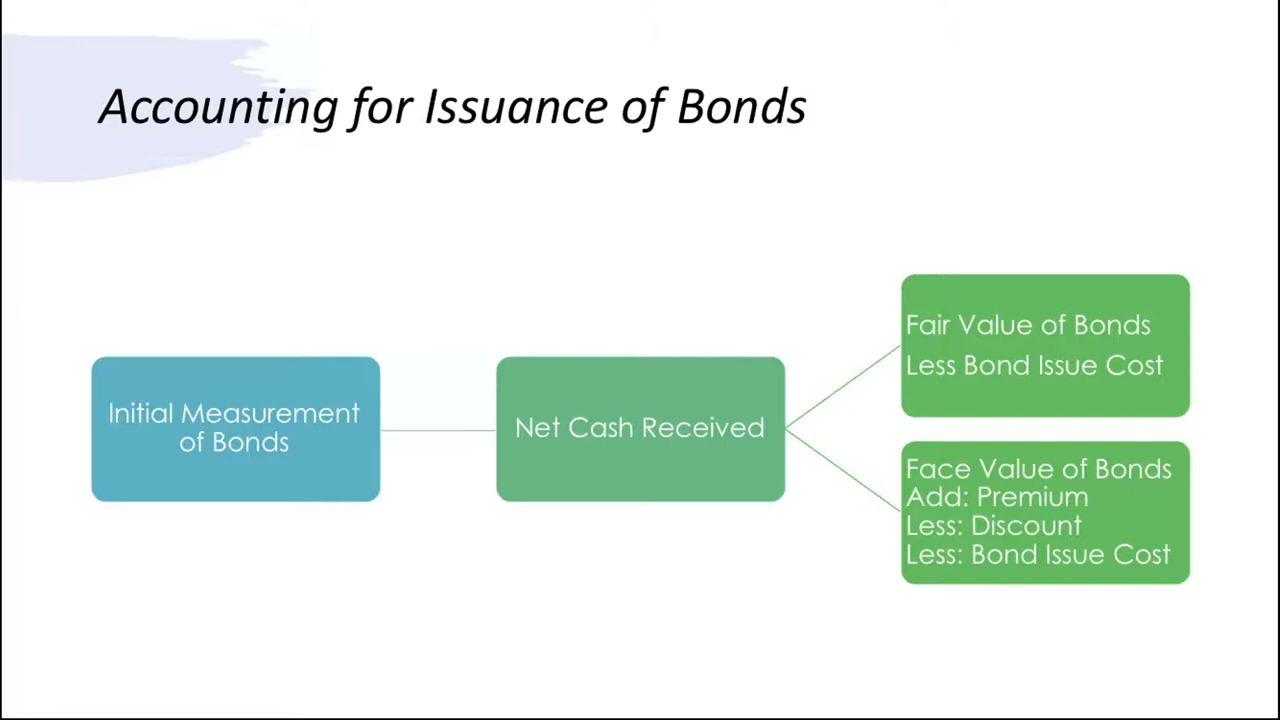 Accounting for Issuance of Bonds
Initial Measurement
of Bonds
Net Cash Received
Fair Value of Bonds
Less Bond Issue Cost
Face Value of Bonds
Add: Premium
Less: Discount
Less: Bond Issue Cost